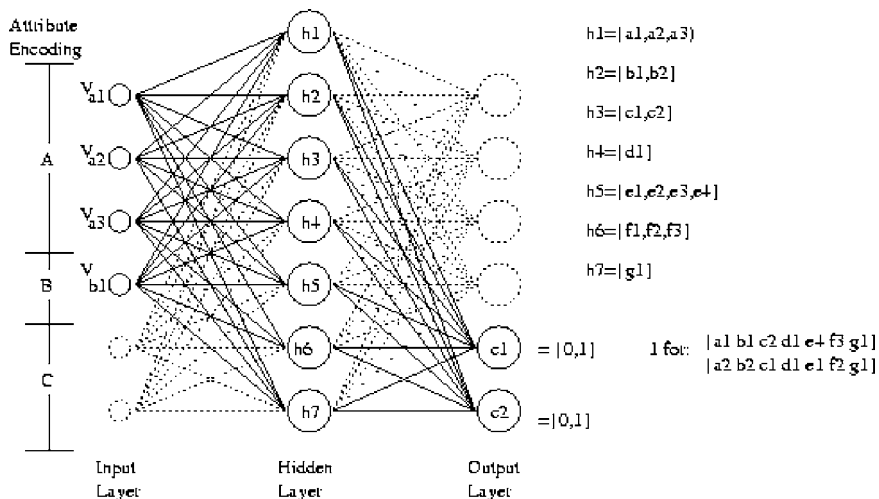 Attribute
Encoding
A
B
C
Va1
Va2
Va3
Vb1
h1
h2
h3
h4
h5
h6
h7
c1
c2
=[0,1]
=[0,1]
h1=[a1,a2,a3)
h2=[b1,b2]
h3=[c1,c2]
h4=[d1]
h5=[e1,e2,e3,e4]
h6=[f1,f2,f3]
h7=[g1]
1 for:
[a1 b1 c2 d1 e4 f3 g1]
[a2 b2 c1 d1 e1 f2 g1]
Input
Layer
Hidden
Layer
Output
Layer